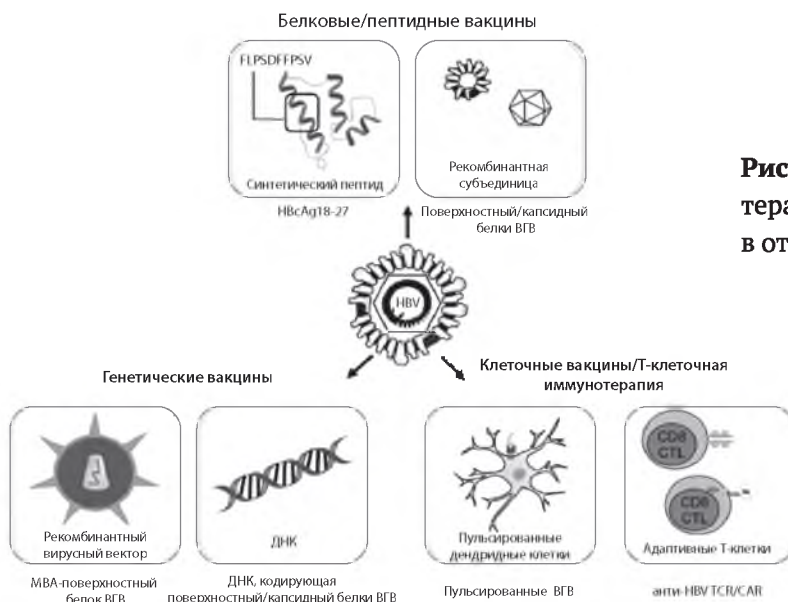 Белковые/пептидные вакцины
FLPSDFFPSV
Синтетический пептид
HBcAg18-27
Рекомбинантная
субъединица
Поверхностный/капсидный
белки ВГВ
Рис
тера
в от
HBV
Генетические вакцины
Клеточные вакцины/Т-клеточная
иммунотерапия
Рекомбинантный
вирусный вектор
МВА-поверхностный
белок ВГВ
ДНК
ДНК, кодирующая
поверхностный/капсидный белки ВГВ
Пульсированные
дендридные клетки
Пульсированные ВГВ
CD8
CTL
CD8
CTL
Адаптивные Т-клетки
анти-HBV TCR/CAR